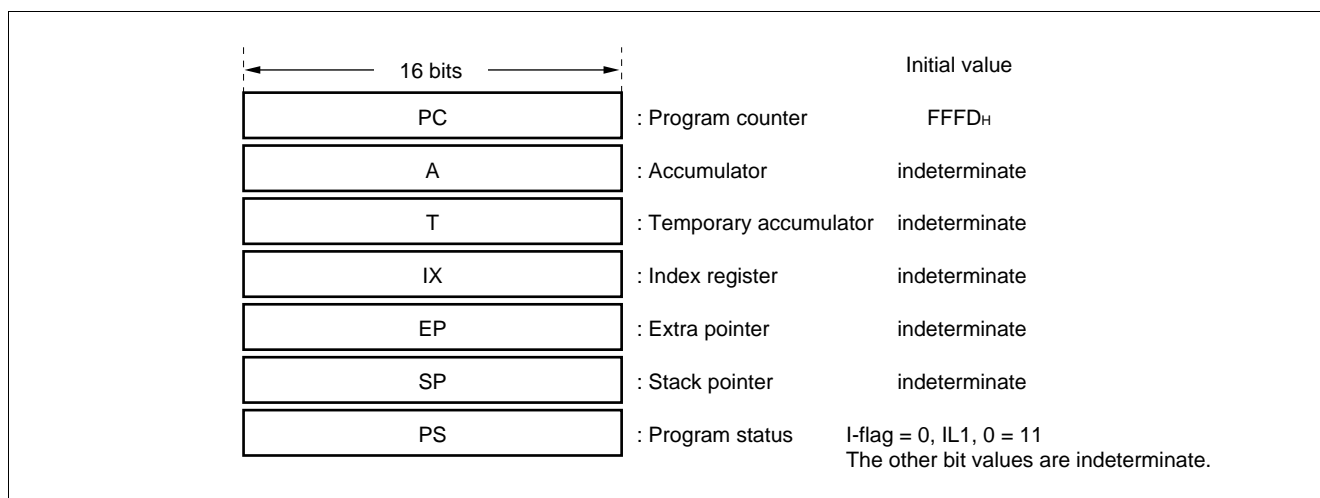 16 bits Initial value
PC : Program counter FFFDH
A : Accumulator indeterminate
T : Temporary accumulator indeterminate
IX : Index register indeterminate
EP : Extra pointer indeterminate
SP : Stack pointer indeterminate
PS : Program status I-flag = 0, IL1, 0 = 11
The other bit values are indeterminate.